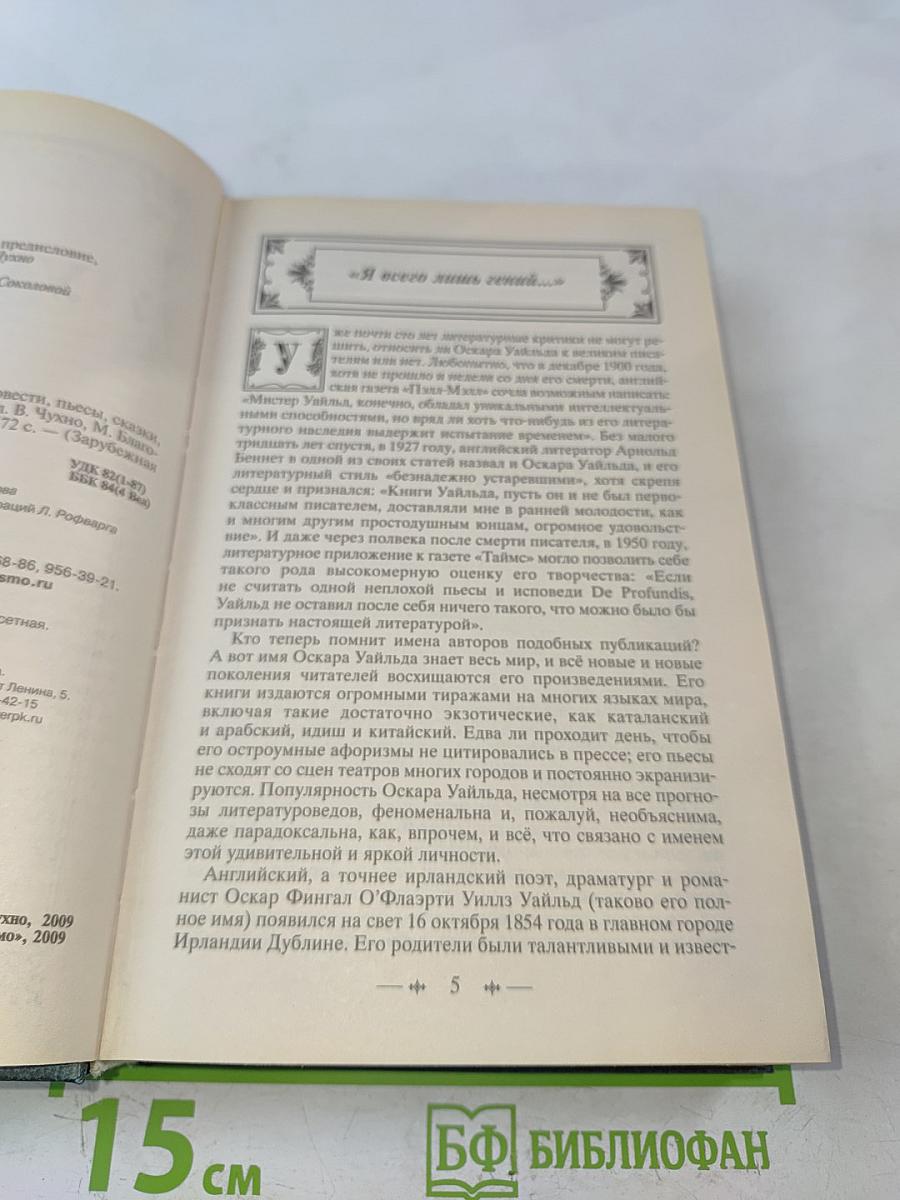 предисловие,
Чухно
Соколовой
повести, пьесы, сказки,
В. Чухно, М. Благо-
72 с. — (Зарубежная
УДК 82(1-87)
ББК 84(4 Вел)
раций Л. Рофварга
68-86, 956-39-21.
smo.ru
сетная.
т Ленина, 5.
-42-15
erpk.ru
ухно, 2009
мо», 2009
«Я всего лишь гений...»
Уже почти сто лет литературные критики не могут ре-
шить, относить ли Оскара Уайльда к великим писа-
телям или нет. Любопытно, что в декабре 1900 года,
хотя не прошло и недели со дня его смерти, англий-
ская газета «Пэлл-Мэлл» сочла возможным написать:
«Мистер Уайльд, конечно, обладал уникальными интеллектуаль-
ными способностями, но вряд ли хоть что-нибудь из его литера-
турного наследия выдержит испытание временем». Без малого
тридцать лет спустя, в 1927 году, английский литератор Арнольд
Беннет в одной из своих статей назвал и Оскара Уайльда, и его
литературный стиль «безнадежно устаревшими», хотя скрепя
сердце и признался: «Книги Уайльда, пусть он и не был перво-
классным писателем, доставляли мне в ранней молодости, как
и многим другим простодушным юнцам, огромное удовольст-
вие». И даже через полвека после смерти писателя, в 1950 году,
литературное приложение к газете «Таймс» могло позволить себе
такого рода высокомерную оценку его творчества: «Если
не считать одной неплохой пьесы и исповеди De Profundis,
Уайльд не оставил после себя ничего такого, что можно было бы
признать настоящей литературой».
Кто теперь помнит имена авторов подобных публикаций?
А вот имя Оскара Уайльда знает весь мир, и всё новые и новые
поколения читателей восхищаются его произведениями. Его
книги издаются огромными тиражами на многих языках мира,
включая такие достаточно экзотические, как каталанский
и арабский, идиш и китайский. Едва ли проходит день, чтобы
его остроумные афоризмы не цитировались в прессе; его пьесы
не сходят со сцен театров многих городов и постоянно экранизи-
руются. Популярность Оскара Уайльда, несмотря на все прогно-
зы литературоведов, феноменальна и, пожалуй, необъяснима,
даже парадоксальна, как, впрочем, и всё, что связано с именем
этой удивительной и яркой личности.
Английский, а точнее ирландский поэт, драматург и рома-
нист Оскар Фингал О’Флаэрти Уиллз Уайльд (таково его пол-
ное имя) появился на свет 16 октября 1854 года в главном городе
Ирландии Дублине. Его родители были талантливыми и извест-
5
15 см
БФ БИБЛИОФАН